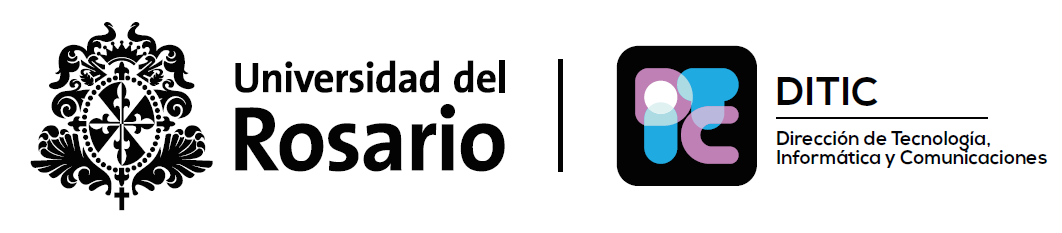 Universidad del
Rosario
DITIC
Dirección de Tecnología,
Informática y Comunicaciones